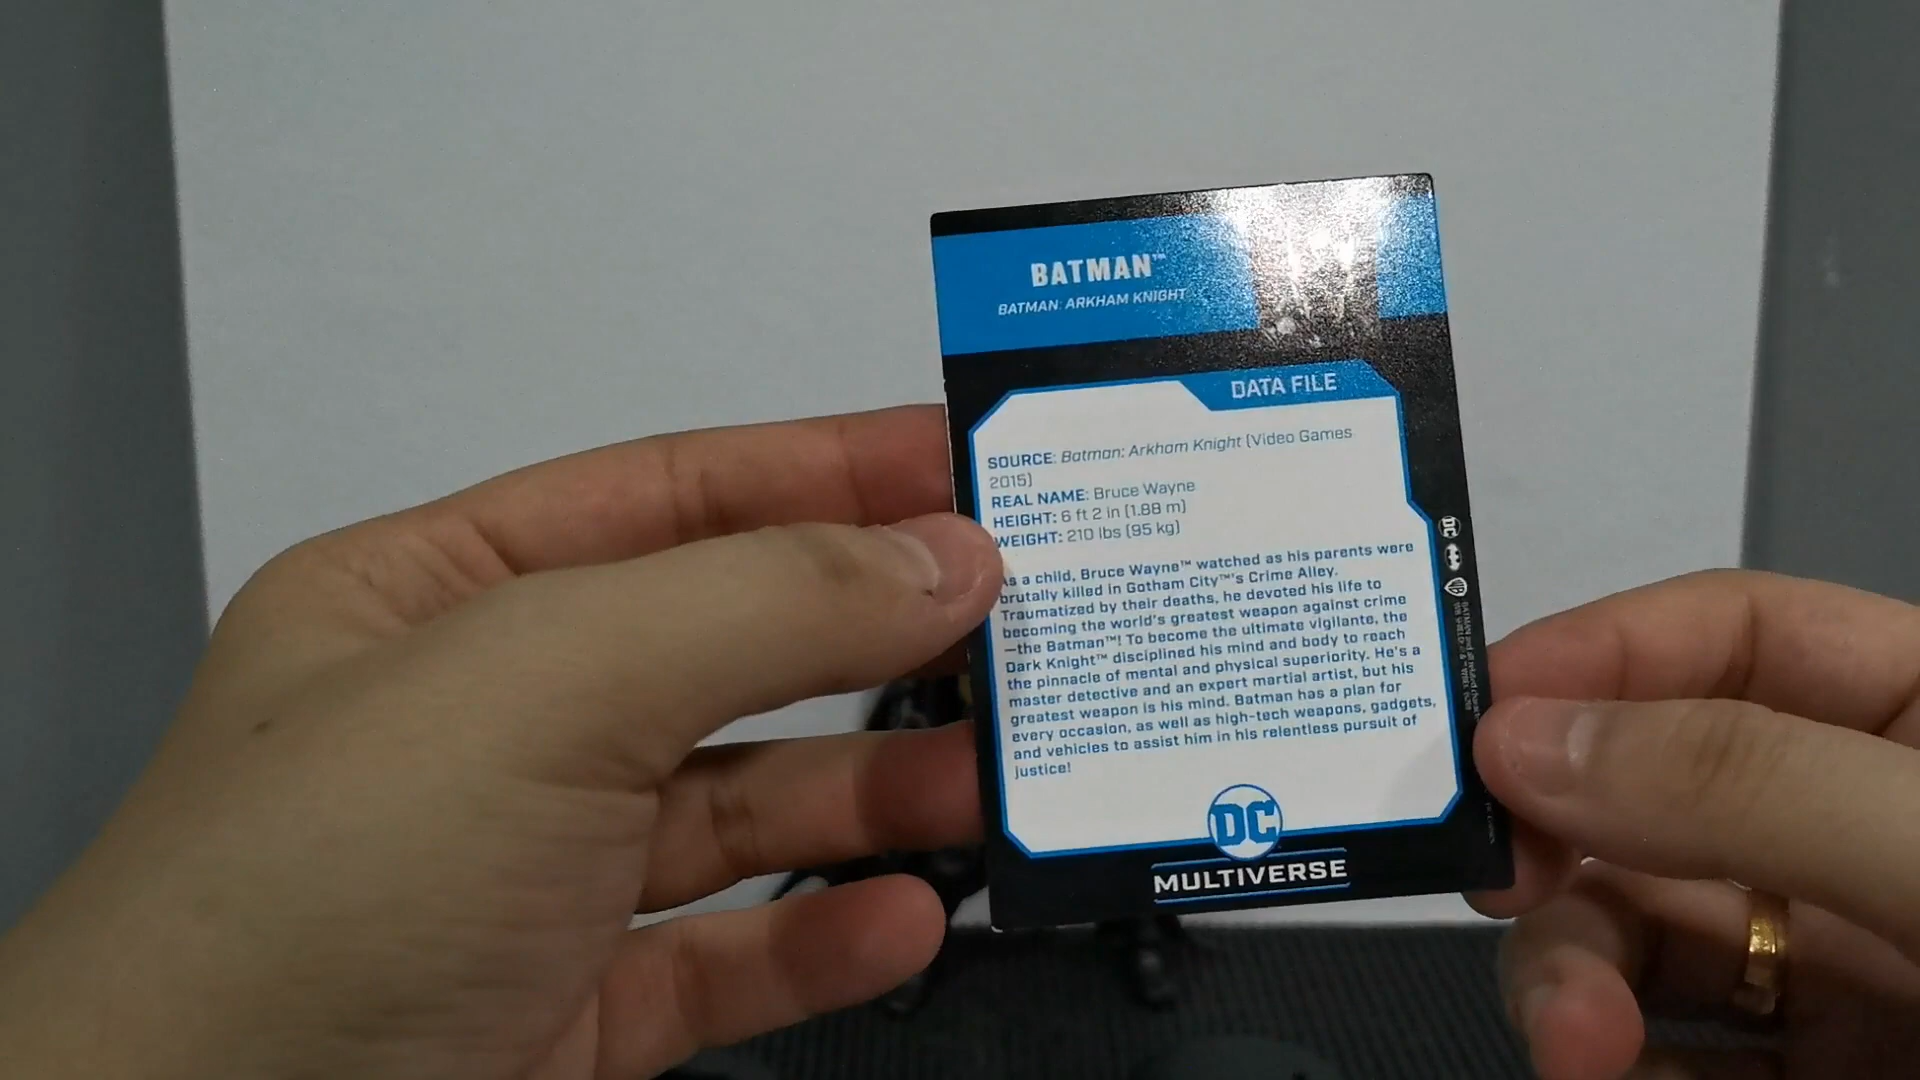 BATMAN™
BATMAN: ARKHAM KNIGHT
DATA FILE
SOURCE: Batman: Arkham Knight (Video Games
2015)
REAL NAME: Bruce Wayne
HEIGHT: 6 ft 2 in (1.88 m)
WEIGHT: 210 lbs (95 kg)
As a child, Bruce Wayne™ watched as his parents were
brutally killed in Gotham City™'s Crime Alley.
Traumatized by their deaths, he devoted his life to
becoming the world's greatest weapon against crime
—the Batman™! To become the ultimate vigilante, the
Dark Knight™ disciplined his mind and body to reach
the pinnacle of mental and physical superiority. He's a
master detective and an expert martial artist, but his
greatest weapon is his mind. Batman has a plan for
every occasion, as well as high-tech weapons, gadgets,
and vehicles to assist him in his relentless pursuit of
justice!
DC
MULTIVERSE
DC
WB